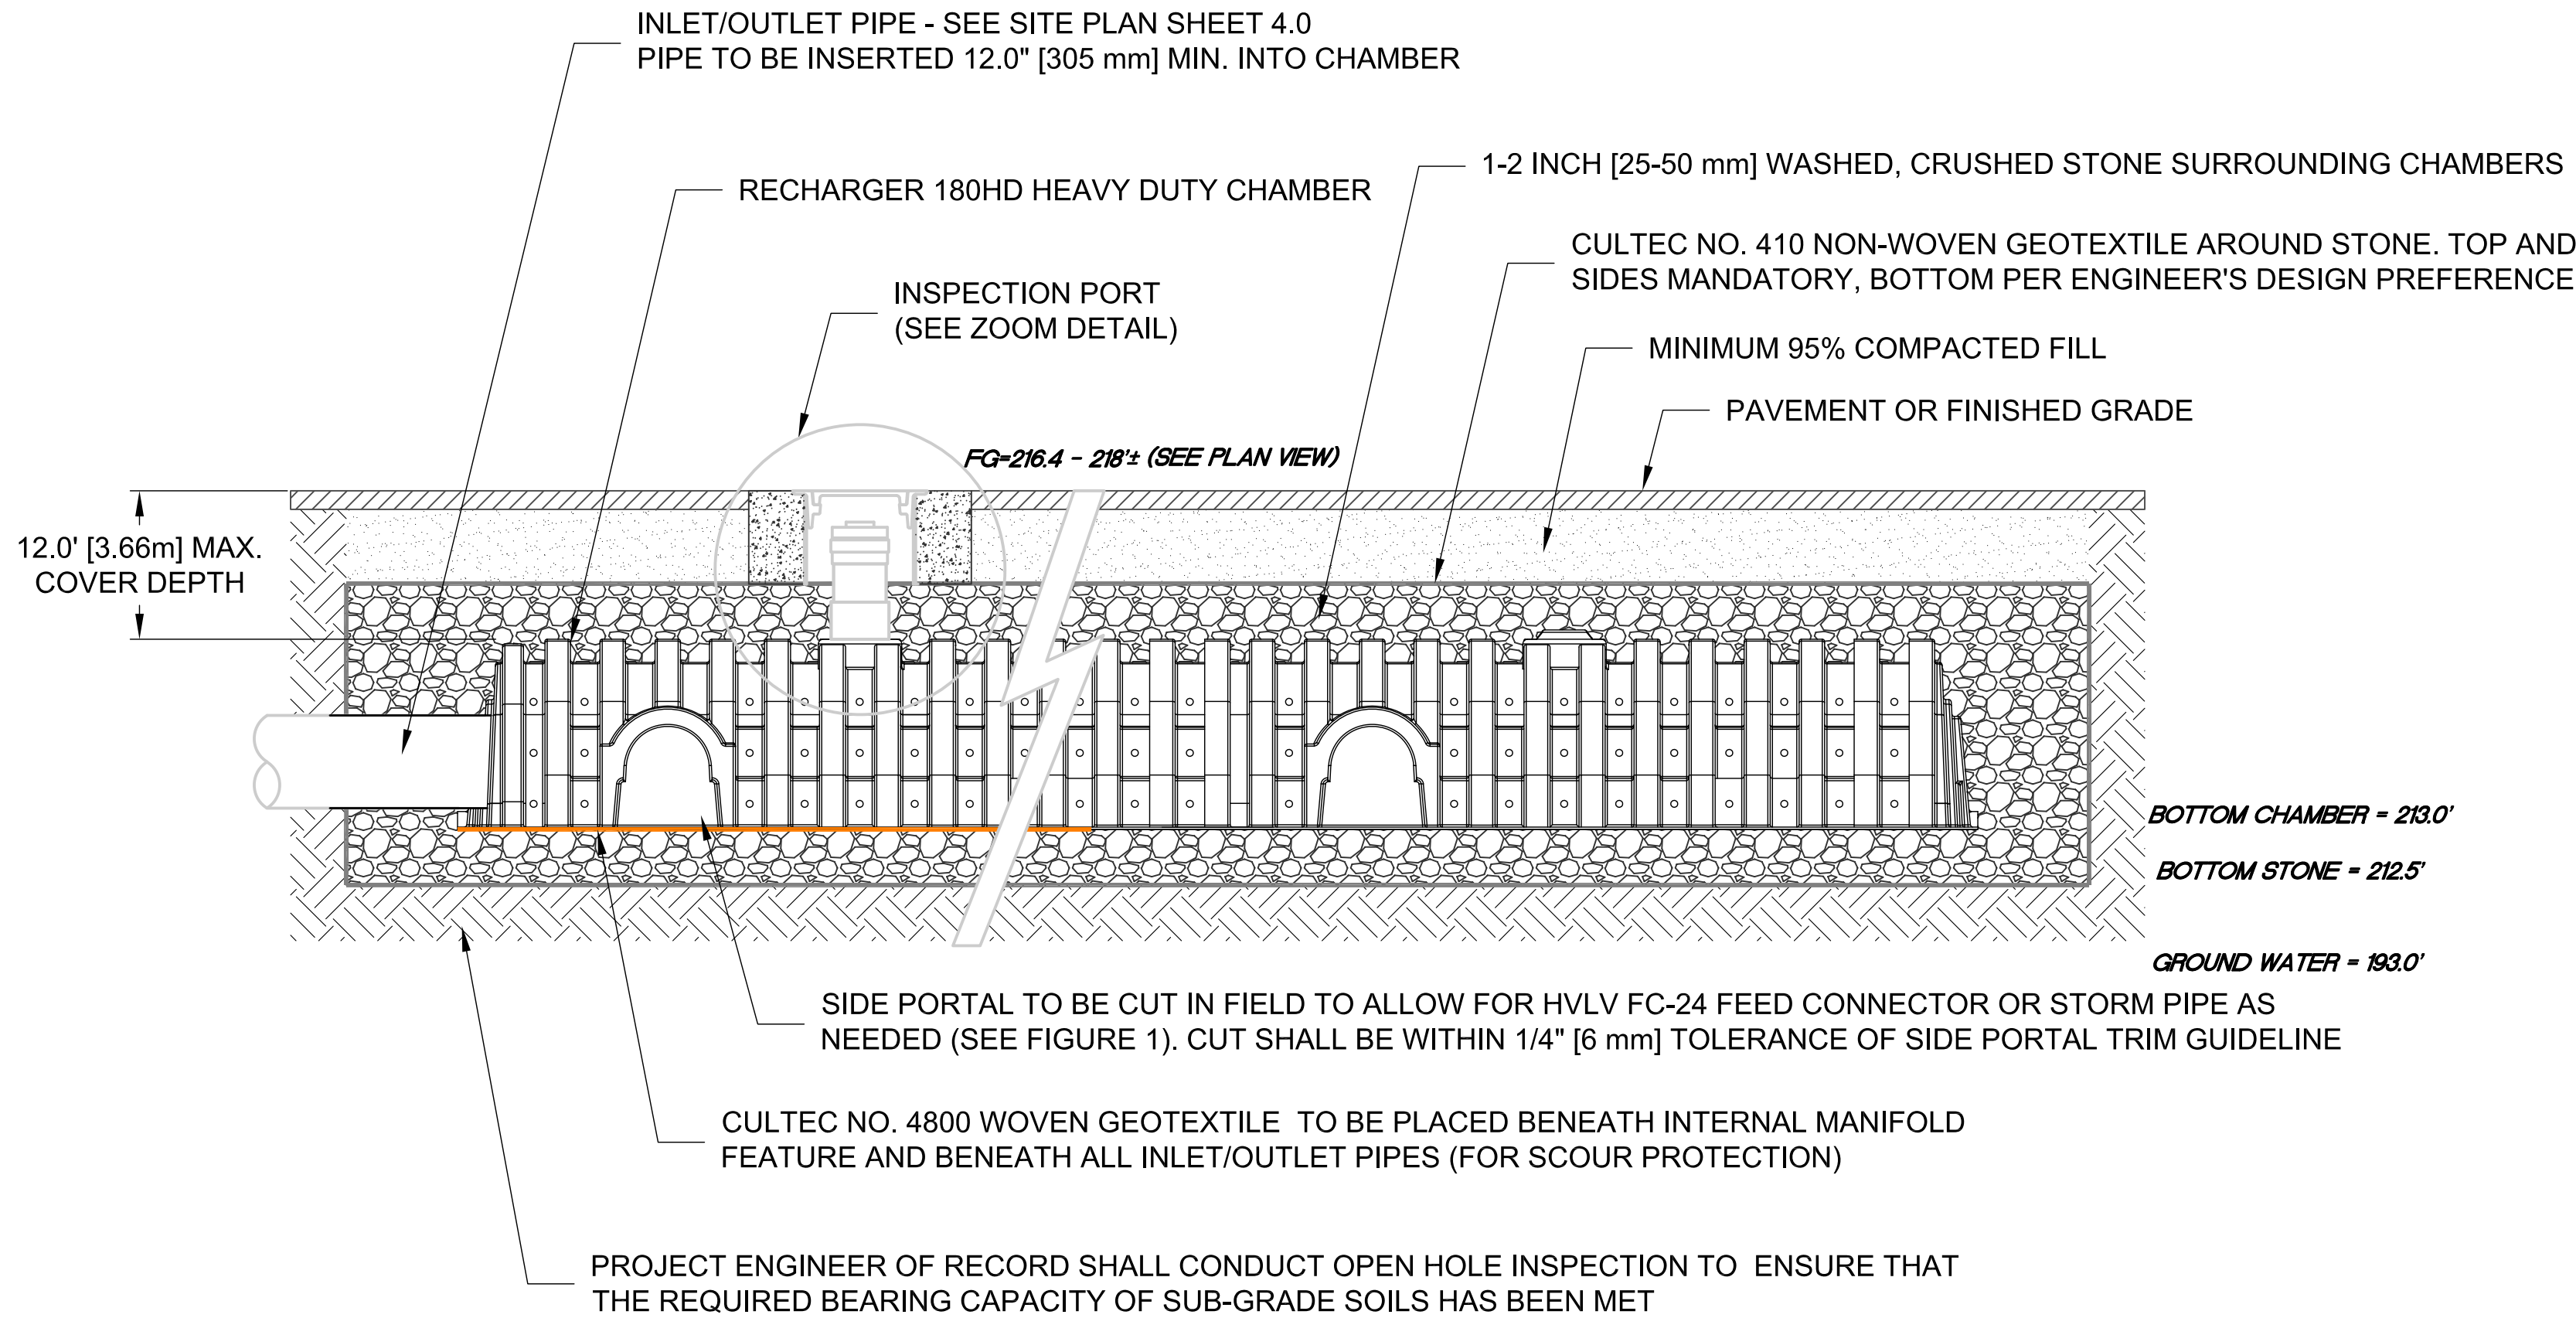 INLET/OUTLET PIPE - SEE SITE PLAN SHEET 4.0
PIPE TO BE INSERTED 12.0" [305 mm] MIN. INTO CHAMBER
1-2 INCH [25-50 mm] WASHED, CRUSHED STONE SURROUNDING CHAMBERS
RECHARGER 180HD HEAVY DUTY CHAMBER
CULTEC NO. 410 NON-WOVEN GEOTEXTILE AROUND STONE. TOP AND
SIDES MANDATORY, BOTTOM PER ENGINEER'S DESIGN PREFERENCE
INSPECTION PORT
(SEE ZOOM DETAIL)
MINIMUM 95% COMPACTED FILL
PAVEMENT OR FINISHED GRADE
FG=216.4 - 218'± (SEE PLAN VIEW)
12.0' [3.66m] MAX.
COVER DEPTH
BOTTOM CHAMBER = 213.0'
BOTTOM STONE = 212.5'
GROUND WATER = 193.0'
SIDE PORTAL TO BE CUT IN FIELD TO ALLOW FOR HVLV FC-24 FEED CONNECTOR OR STORM PIPE AS
NEEDED (SEE FIGURE 1). CUT SHALL BE WITHIN 1/4" [6 mm] TOLERANCE OF SIDE PORTAL TRIM GUIDELINE
CULTEC NO. 4800 WOVEN GEOTEXTILE TO BE PLACED BENEATH INTERNAL MANIFOLD
FEATURE AND BENEATH ALL INLET/OUTLET PIPES (FOR SCOUR PROTECTION)
PROJECT ENGINEER OF RECORD SHALL CONDUCT OPEN HOLE INSPECTION TO ENSURE THAT
THE REQUIRED BEARING CAPACITY OF SUB-GRADE SOILS HAS BEEN MET